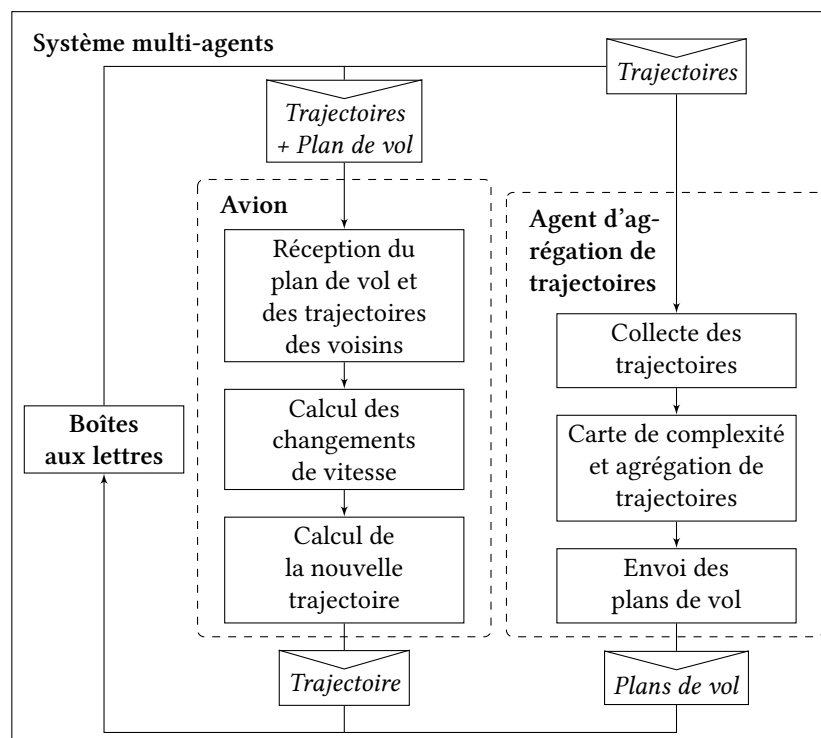 Système multi-agents
Trajectoires
Trajectoires
+ Plan de vol
Avion
Réception du
plan de vol et
des trajectoires
des voisins
Calcul des
changements
de vitesse
Calcul de
la nouvelle
trajectoire
Trajectoire
Agent d'ag-
régation de
trajectoires
Collecte des
trajectoires
Carte de complexité
et agrégation de
trajectoires
Envoi des
plans de vol
Plans de vol
Boîtes
aux lettres